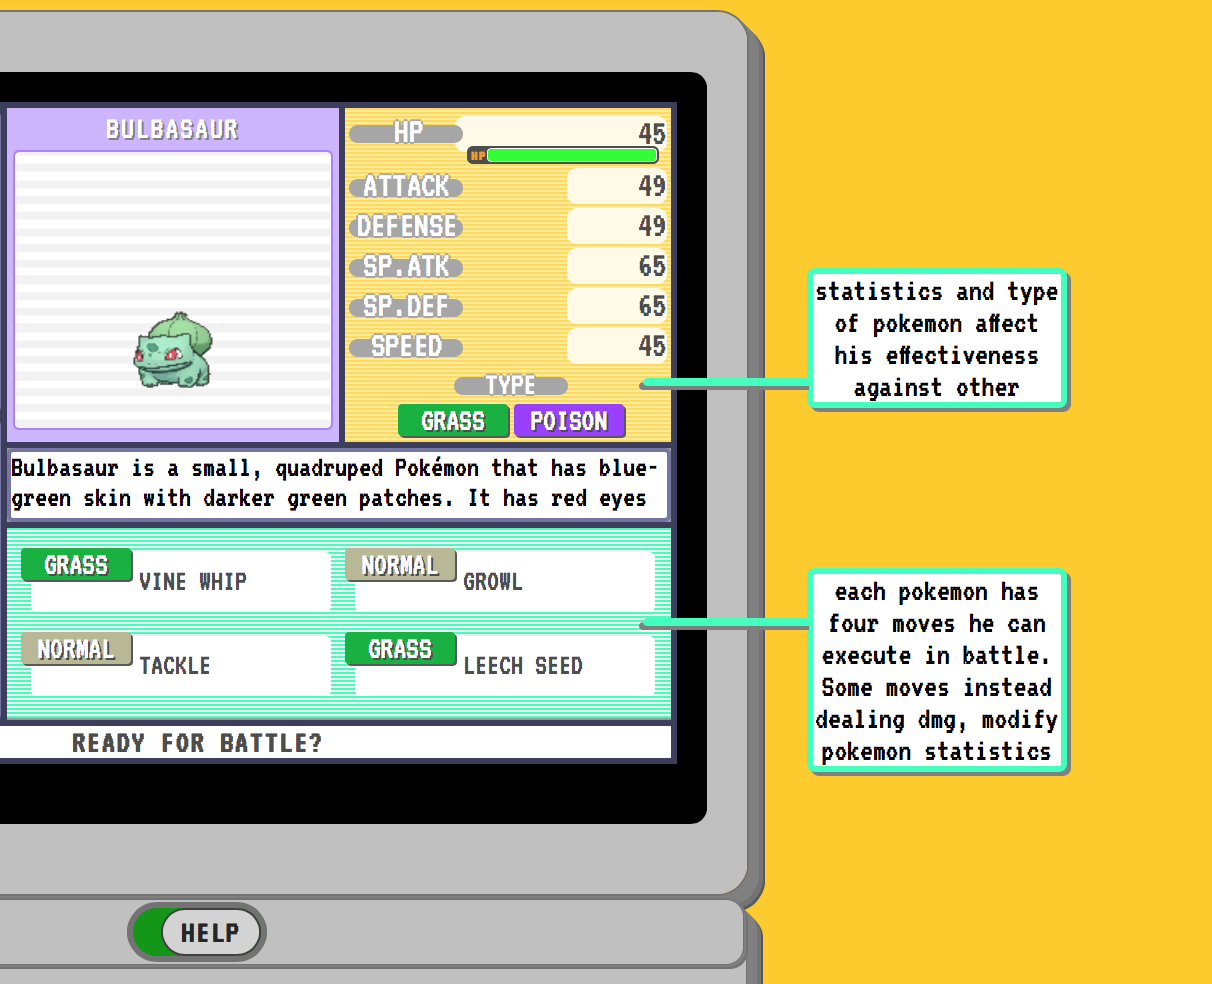 BULBASAUR
HP 45
HP
ATTACK 49
DEFENSE 49
SP.ATK 65
SP.DEF 65
SPEED 45
TYPE
GRASS POISON
statistics and type
of pokemon affect
his effectiveness
against other
Bulbasaur is a small, quadruped Pokémon that has blue-
green skin with darker green patches. It has red eyes
GRASS VINE WHIP
NORMAL GROWL
NORMAL TACKLE
GRASS LEECH SEED
each pokemon has
four moves he can
execute in battle.
Some moves instead
dealing dmg, modify
pokemon statistics
READY FOR BATTLE?
HELP